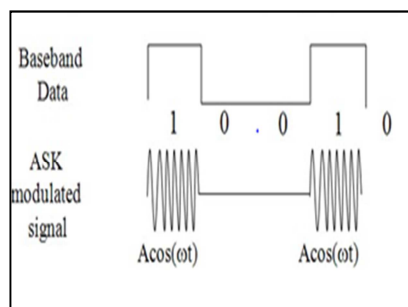 Baseband
Data
1 0 0 1 0
ASK
modulated
signal
Acos(ωt) Acos(ωt)